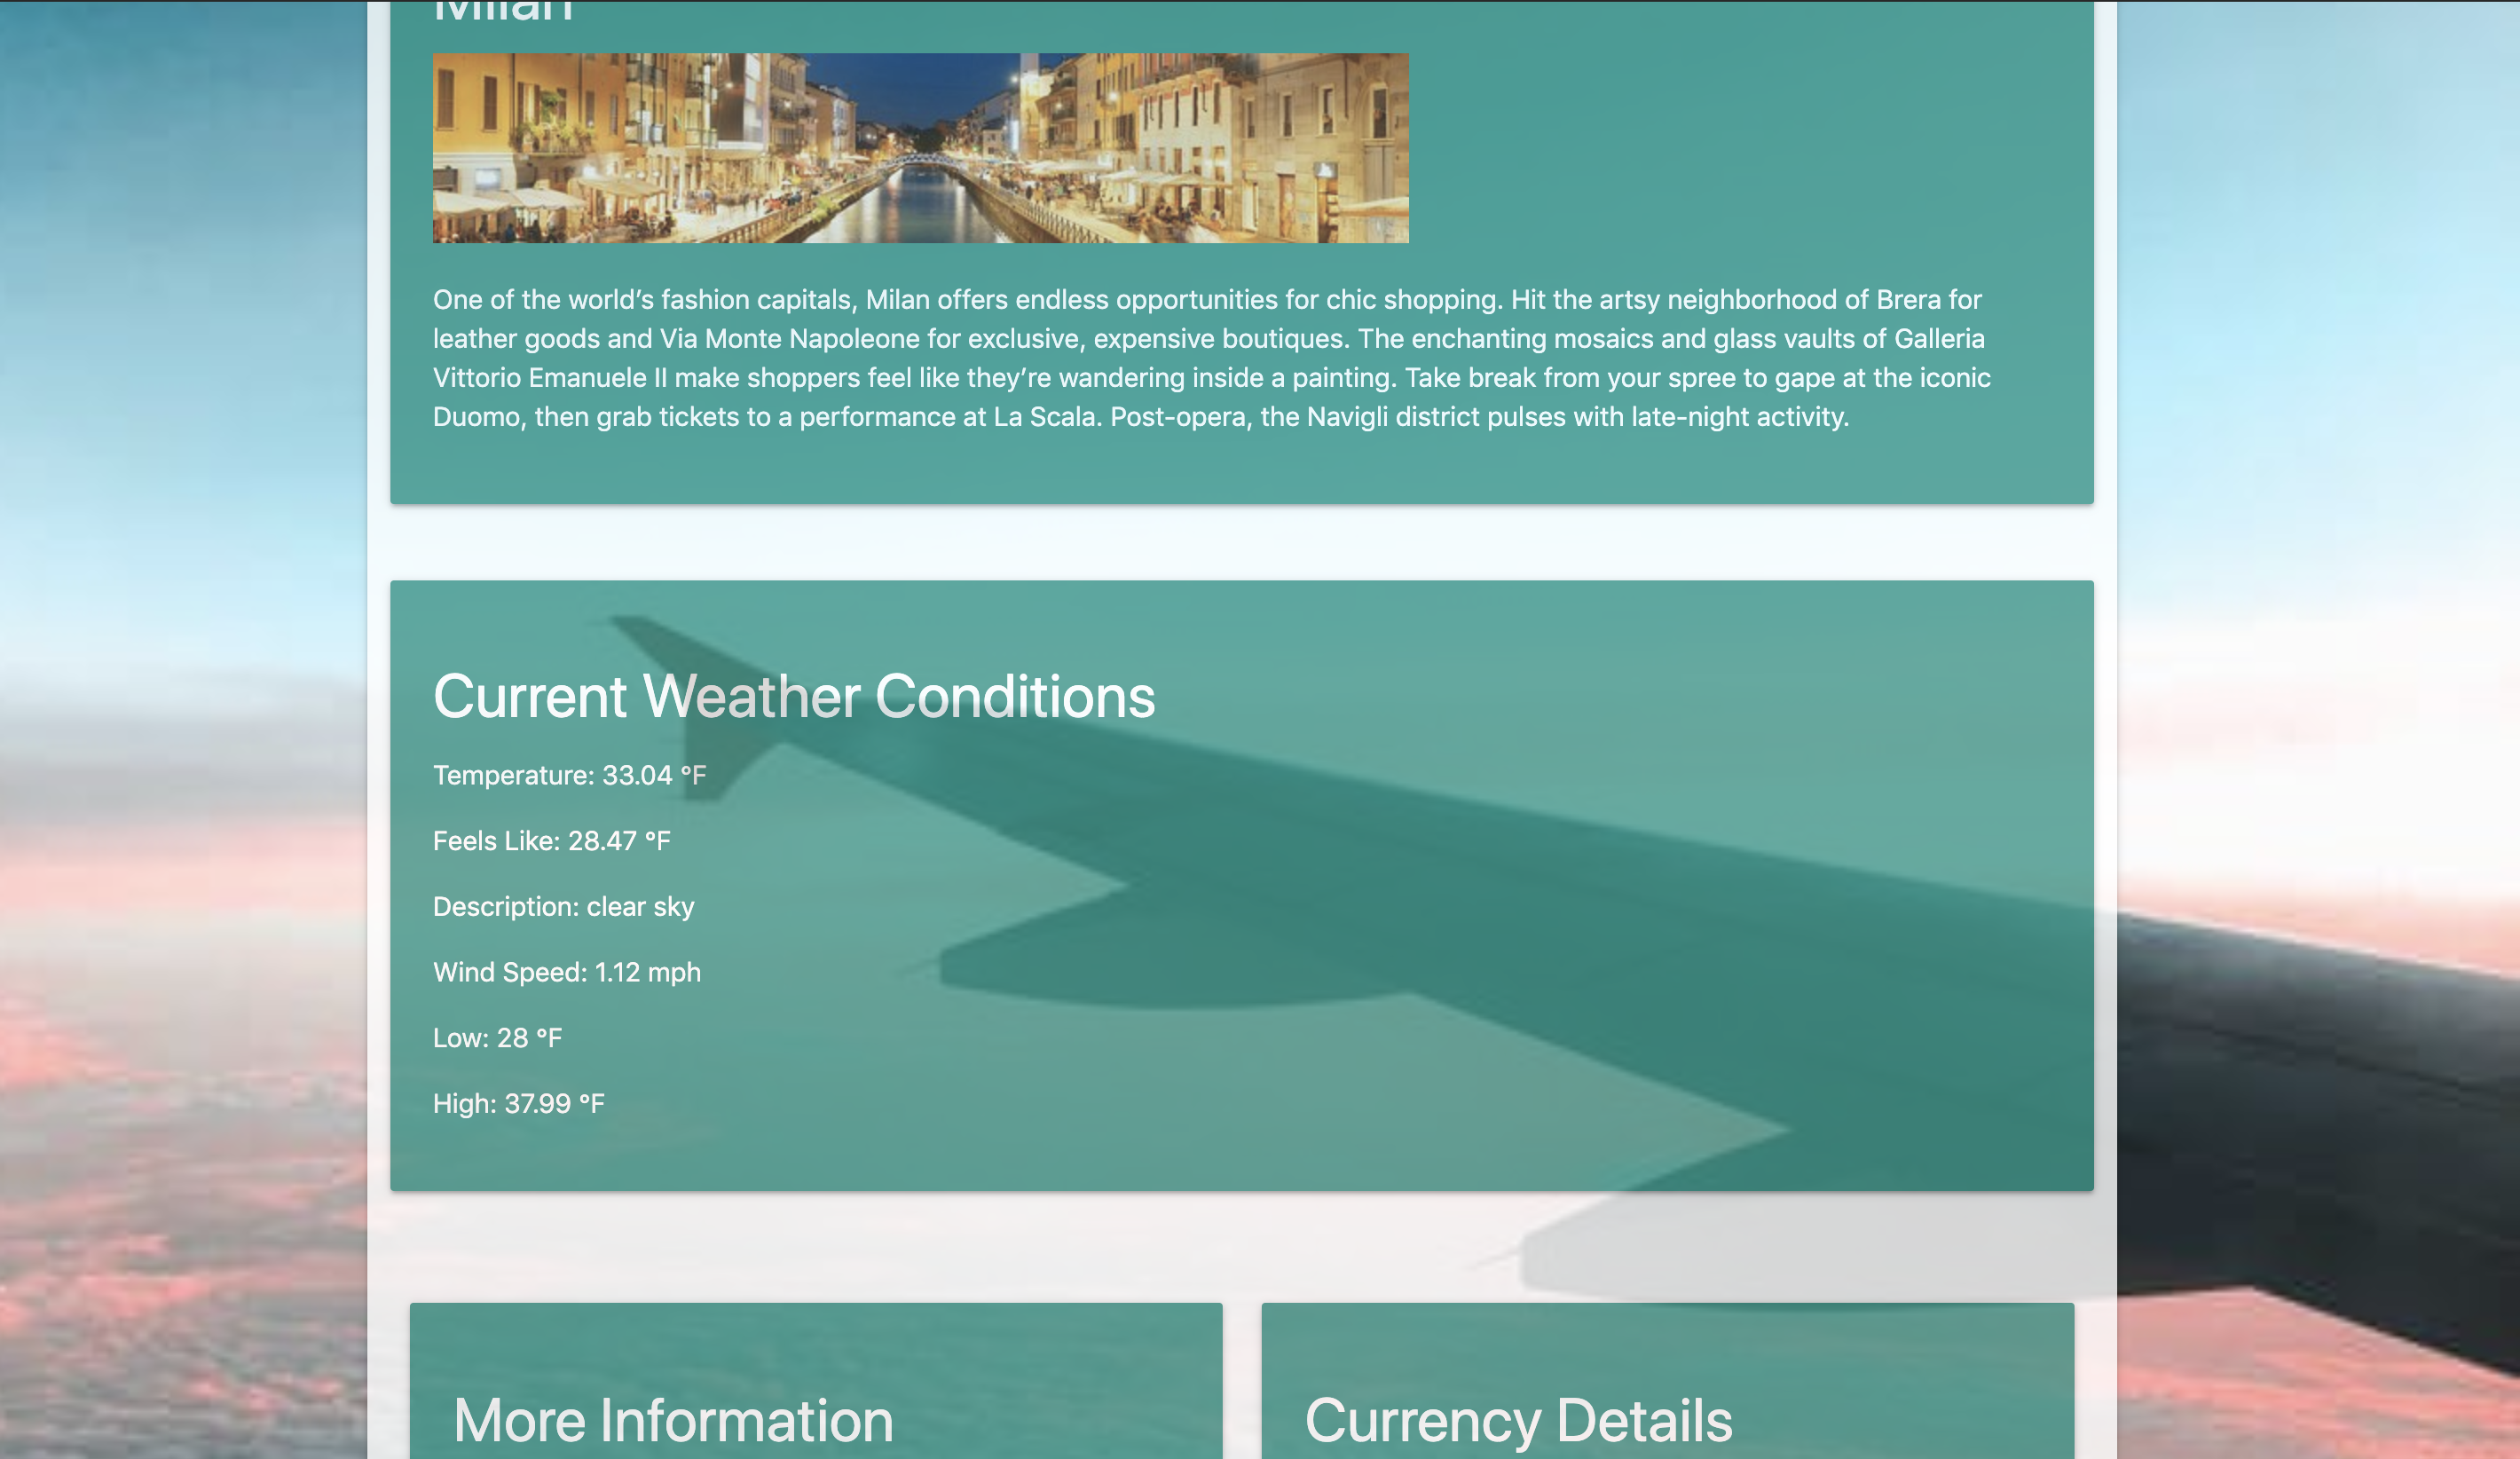 Milan
One of the world’s fashion capitals, Milan offers endless opportunities for chic shopping. Hit the artsy neighborhood of Brera for
leather goods and Via Monte Napoleone for exclusive, expensive boutiques. The enchanting mosaics and glass vaults of Galleria
Vittorio Emanuele II make shoppers feel like they’re wandering inside a painting. Take break from your spree to gape at the iconic
Duomo, then grab tickets to a performance at La Scala. Post-opera, the Navigli district pulses with late-night activity.
Current Weather Conditions
Temperature: 33.04 °F
Feels Like: 28.47 °F
Description: clear sky
Wind Speed: 1.12 mph
Low: 28 °F
High: 37.99 °F
More Information
Currency Details